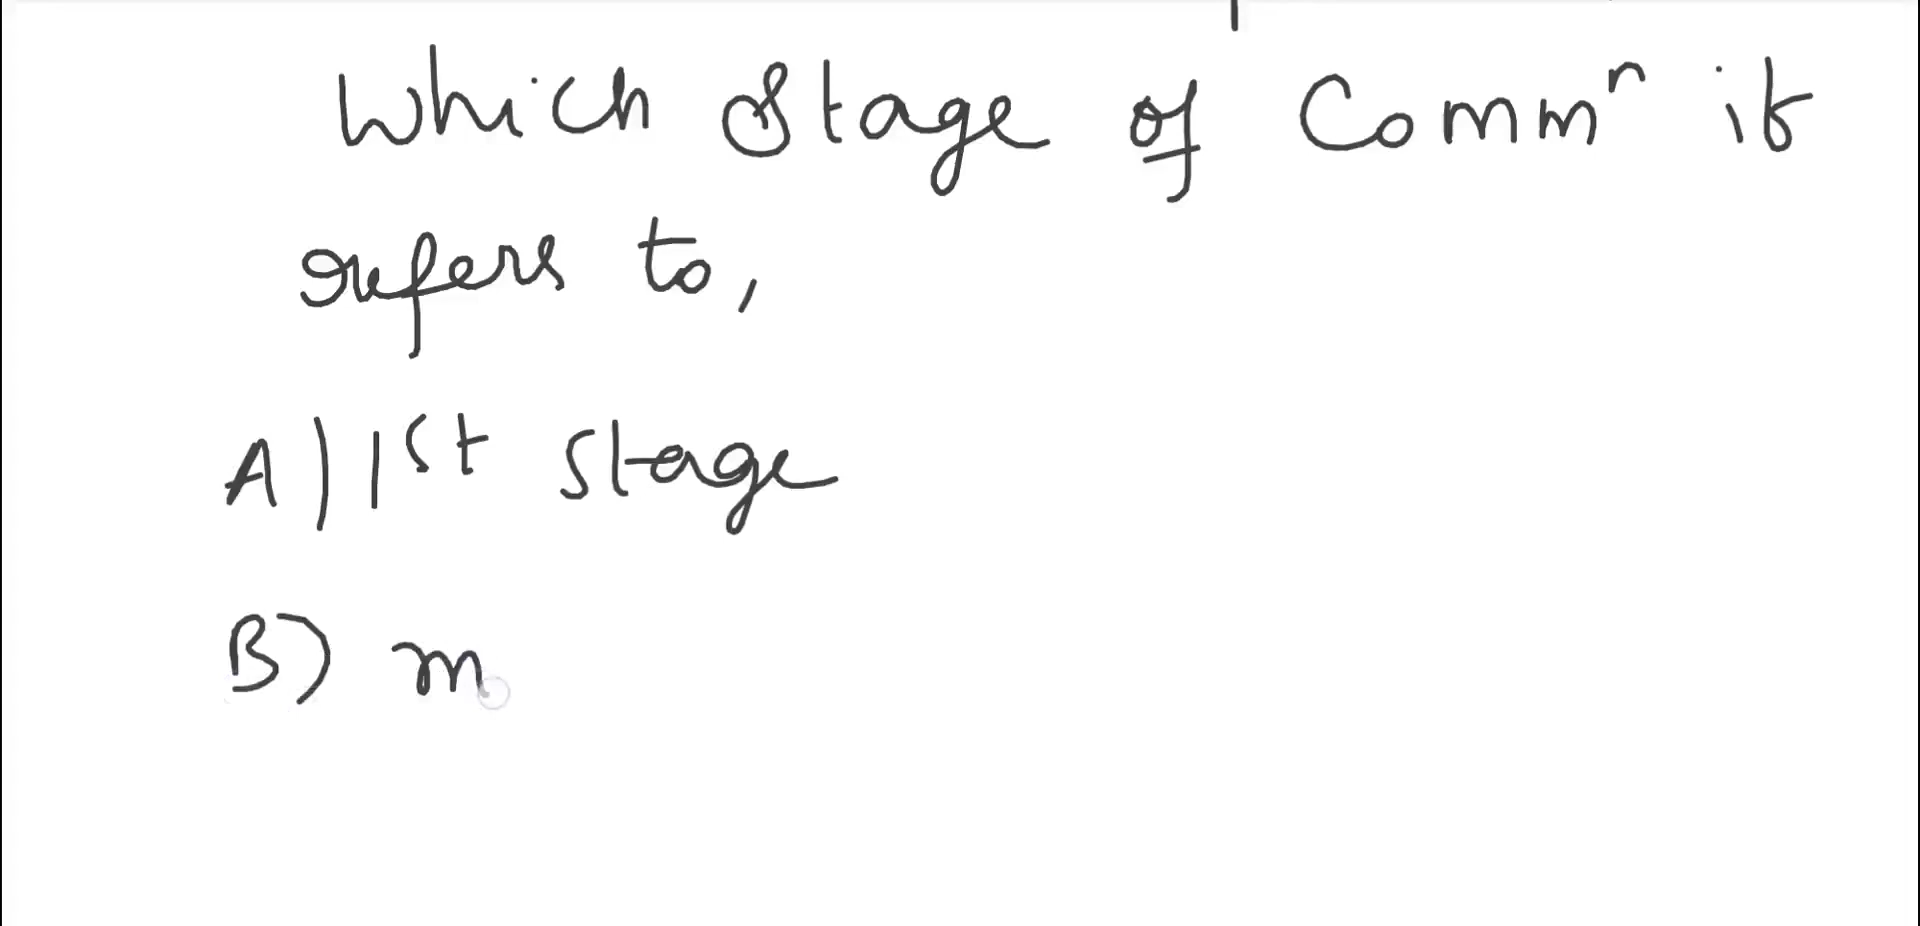 Which Stage of Commⁿ it
refers to,
A) 1st stage
B) m